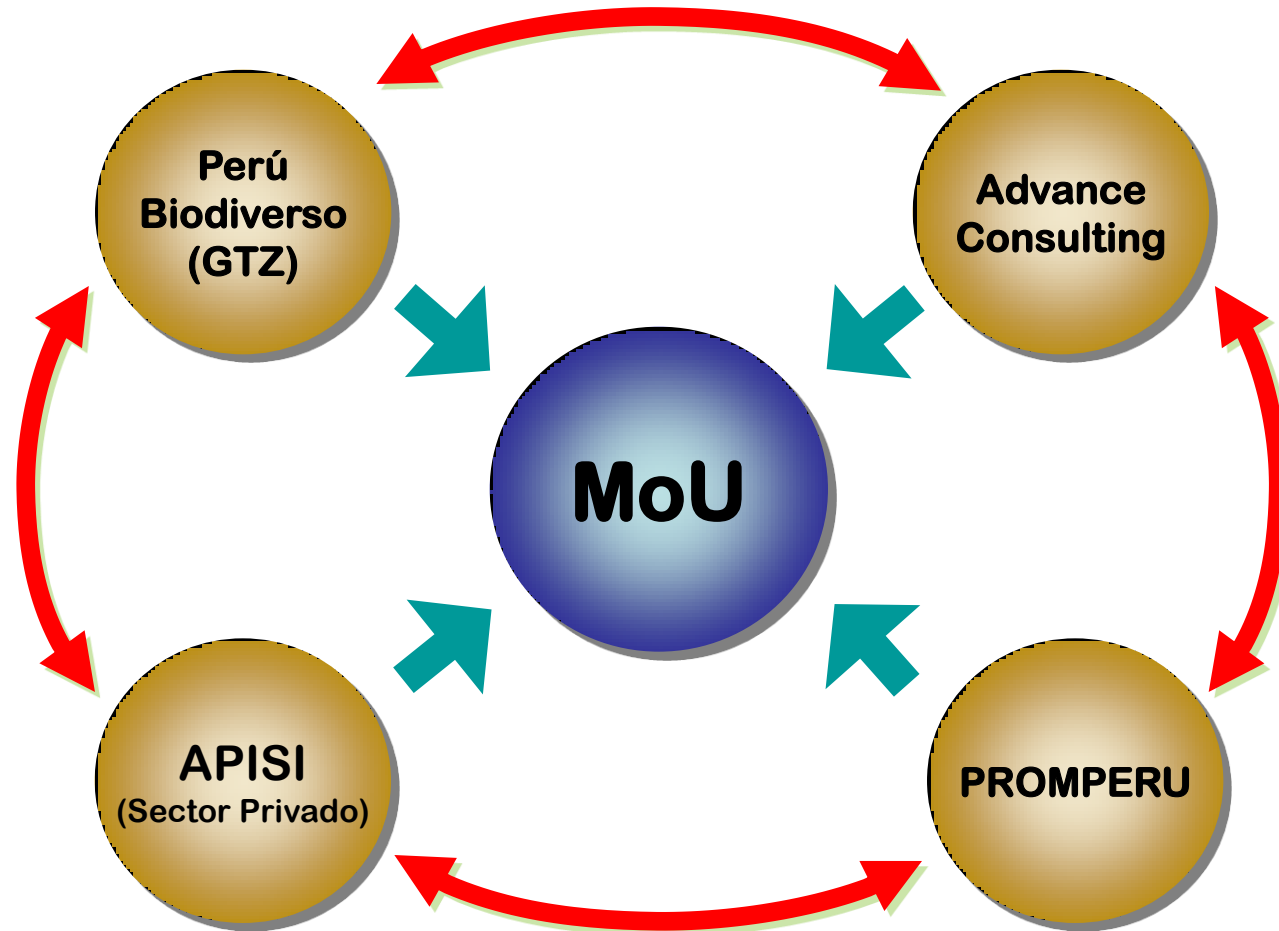 Perú
Biodiverso
(GTZ)
Advance
Consulting
MoU
APISI
(Sector Privado)
PROMPERU